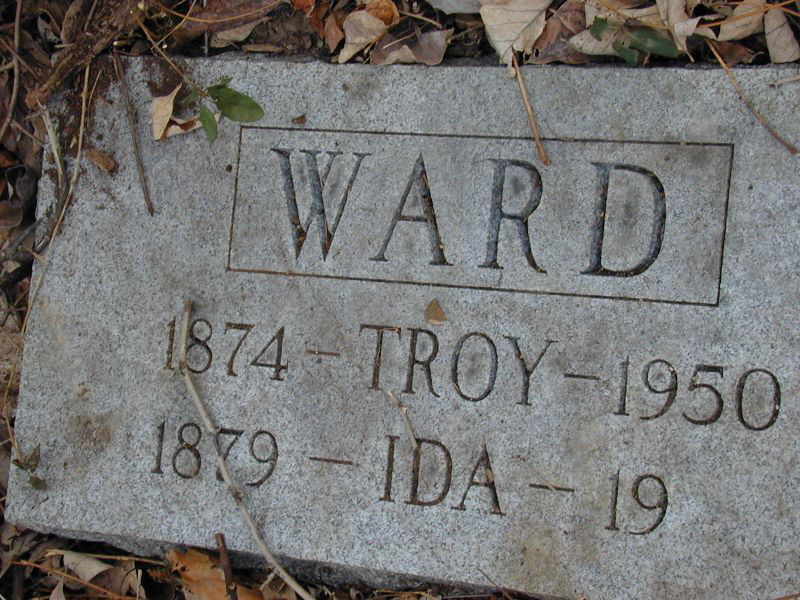 WARD
1874 – TROY – 1950
1879 – IDA – 19